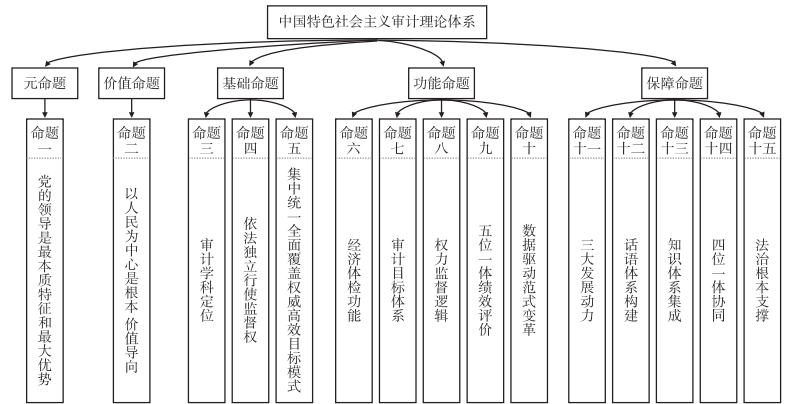 中国特色社会主义审计理论体系
元命题
价值命题
基础命题
功能命题
保障命题
命题一
党的领导是最本质特征和最大优势
命题二
以人民为中心是根本 价值导向
命题三
审计学科定位
命题四
依法独立行使监督权
命题五
集中统一全面覆盖权威高效目标模式
命题六
经济体检功能
命题七
审计目标体系
命题八
权力监督逻辑
命题九
五位一体绩效评价
命题十
数据驱动范式变革
命题十一
三大发展动力
命题十二
话语体系构建
命题十三
知识体系集成
命题十四
四位一体协同
命题十五
法治根本支撑